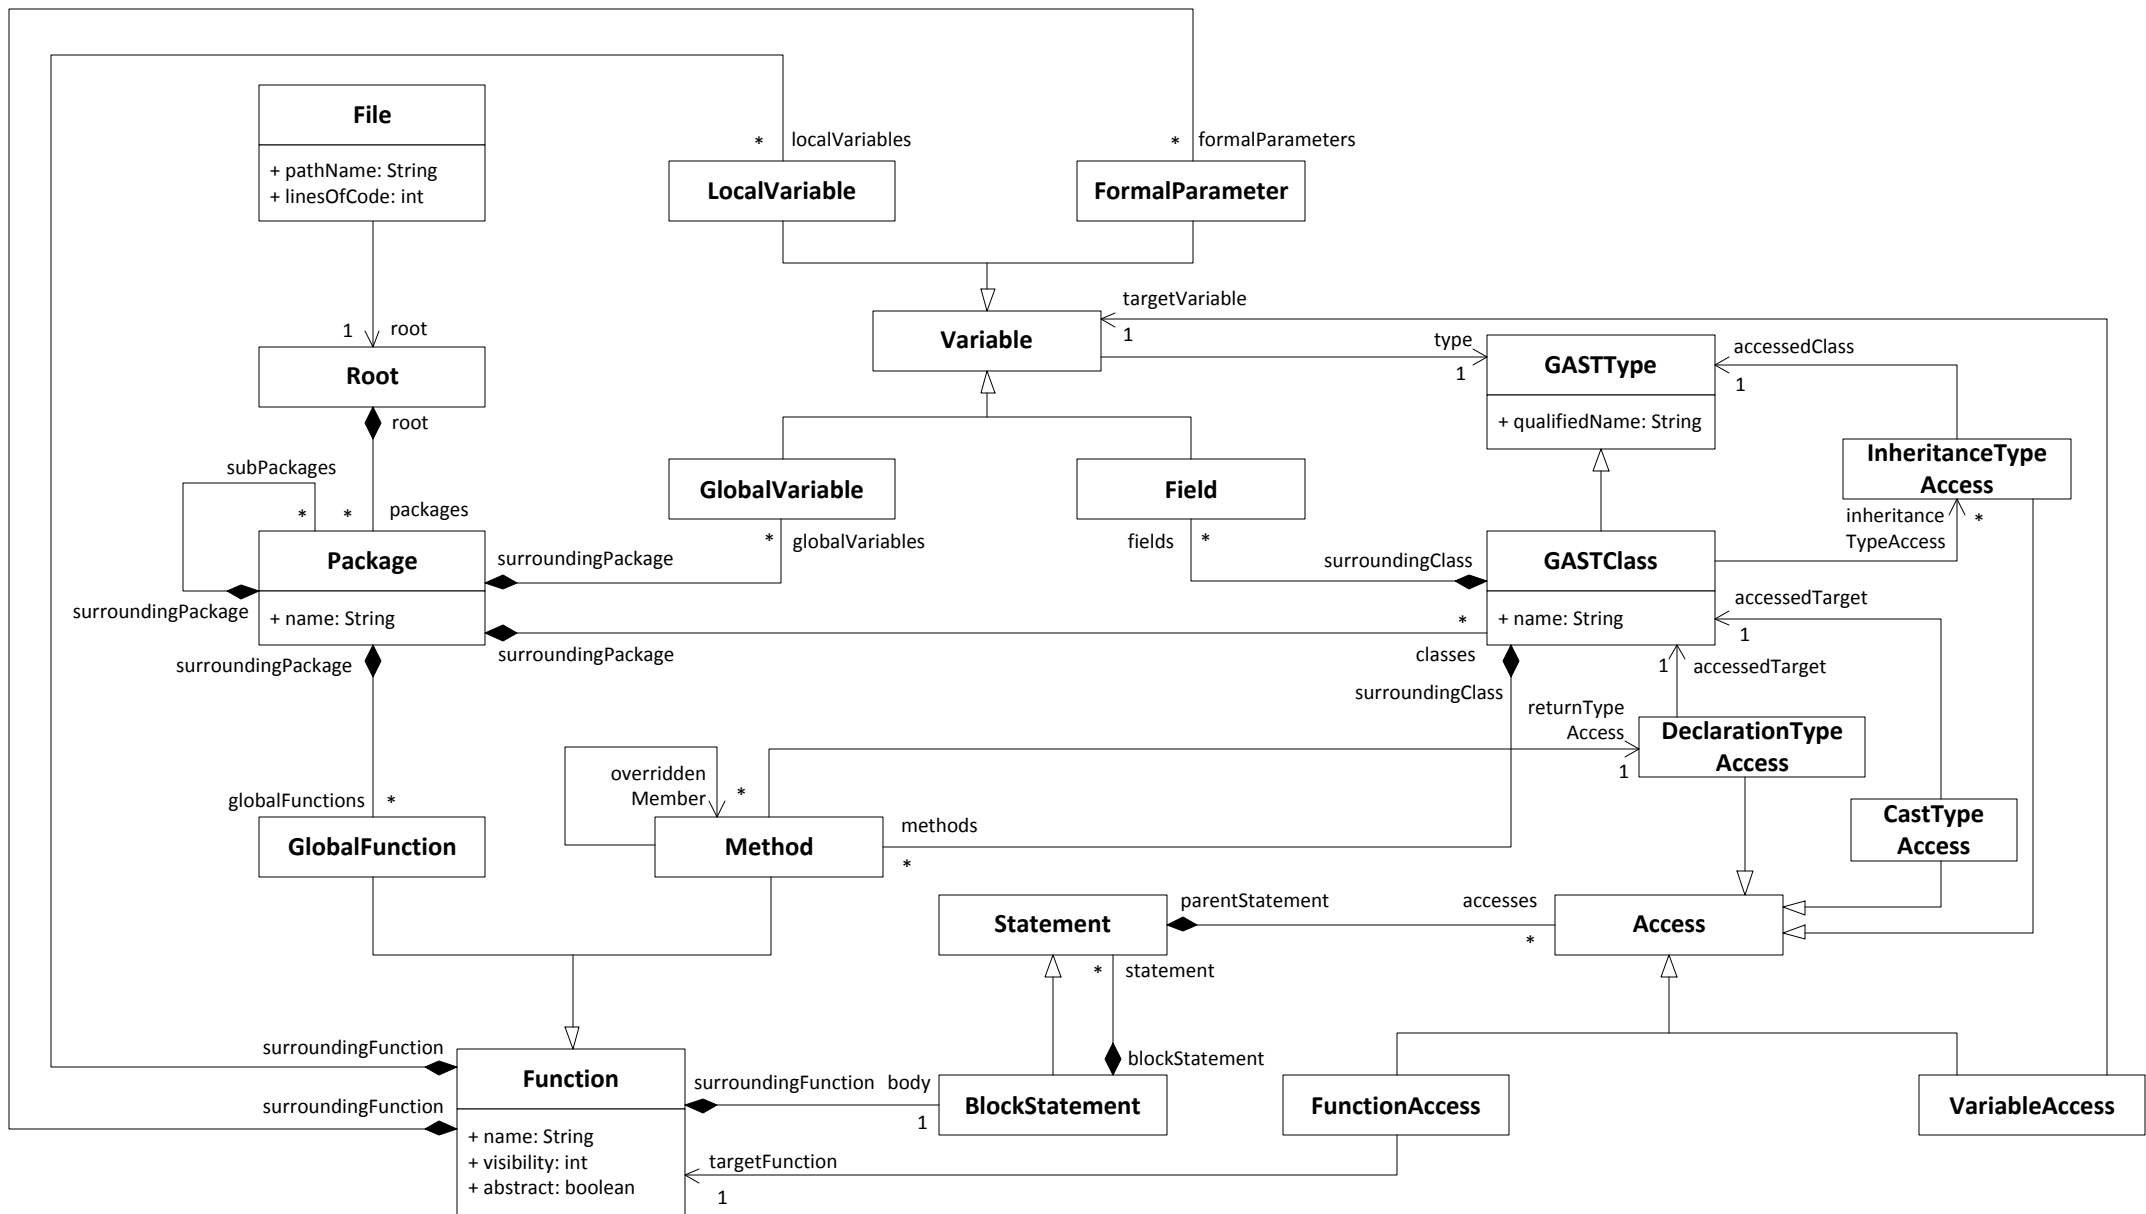 File
+ pathName: String
+ linesOfCode: int
* localVariables
LocalVariable
* formalParameters
FormalParameter
1 root
Root
root
targetVariable
1
Variable
type
1
GASTType
+ qualifiedName: String
accessedClass
1
InheritanceType
Access
inheritance
TypeAccess
*
subPackages
*
* packages
Package
+ name: String
surroundingPackage
surroundingPackage
GlobalVariable
* globalVariables
Field
fields *
surroundingClass
GASTClass
+ name: String
surroundingPackage
surroundingPackage
*
classes
surroundingClass
accessedTarget
1
1 accessedTarget
returnType
Access
1
DeclarationType
Access
CastType
Access
overridden
Member
*
Method
methods
*
globalFunctions *
GlobalFunction
Statement
parentStatement
accesses
*
Access
* statement
blockStatement
BlockStatement
surroundingFunction
surroundingFunction
Function
+ name: String
+ visibility: int
+ abstract: boolean
surroundingFunction body
1
targetFunction
1
FunctionAccess
VariableAccess